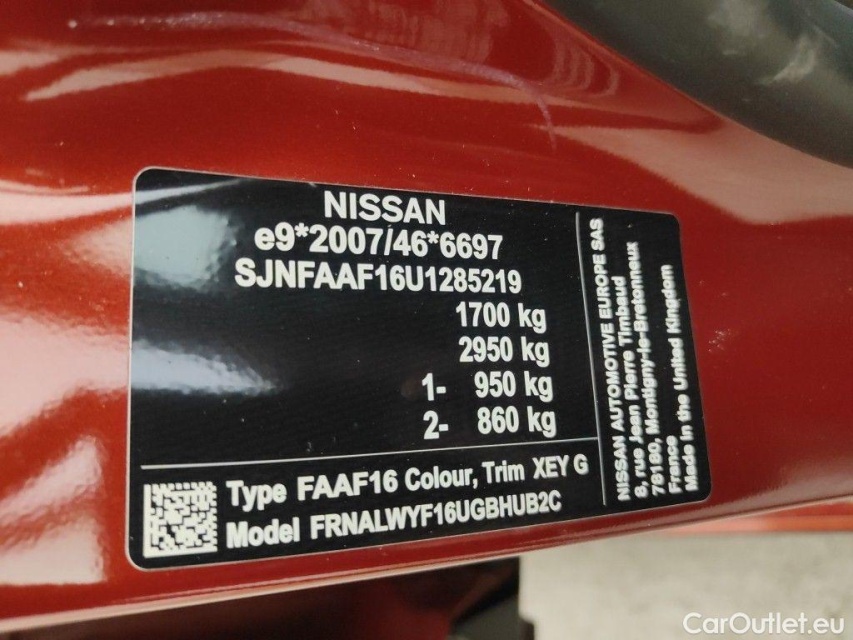 NISSAN
e9*2007/46*6697
SJNFAAF16U1285219
1700 kg
2950 kg
1- 950 kg
2- 860 kg
Type FAAF16 Colour, Trim XEY G
Model FRNALWYF16UGBHUB2C
NISSAN AUTOMOTIVE EUROPE SAS
8, rue Jean Pierre Timbaud
78180, Montigny-le-Bretonneux
France
Made in the United Kingdom
CarOutlet.eu